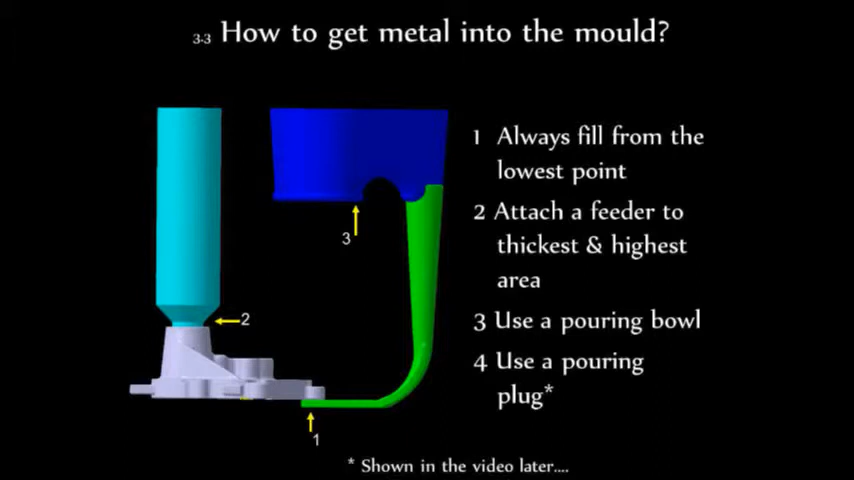 3.3 How to get metal into the mould?
1 Always fill from the
lowest point
2 Attach a feeder to
thickest & highest
area
3 Use a pouring bowl
4 Use a pouring
plug*
3
2
1
* Shown in the video later....